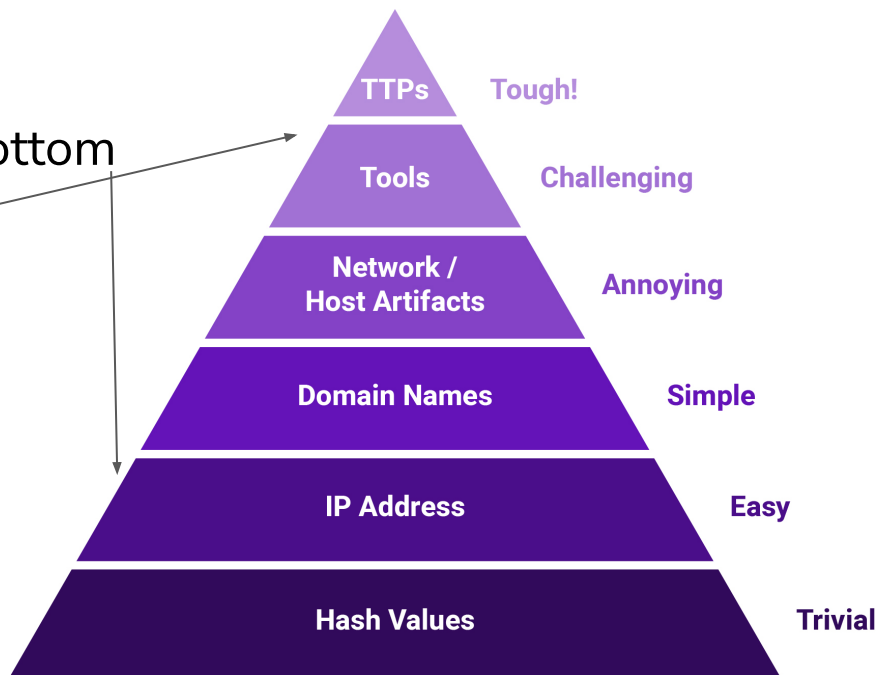 TTPs Tough!
ottom
Tools Challenging
Network /
Host Artifacts Annoying
Domain Names Simple
IP Address Easy
Hash Values Trivial